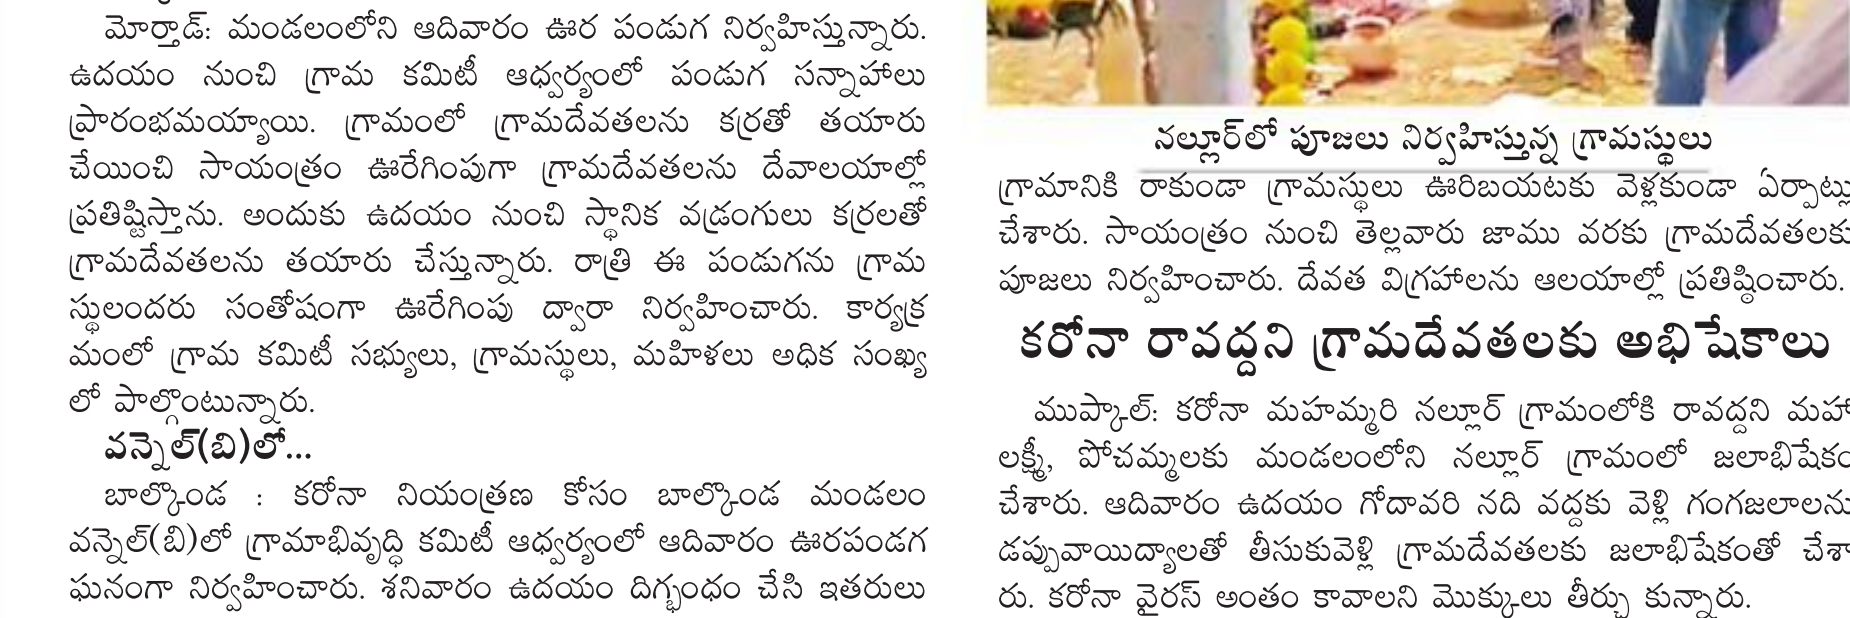 మోర్తాడ్: మండలంలోని ఆదివారం ఊర పండుగ నిర్వహిస్తున్నారు.
ఉదయం నుంచి గ్రామ కమిటీ ఆధ్వర్యంలో పండుగ సన్నాహాలు
ప్రారంభమయ్యాయి. గ్రామంలో గ్రామదేవతలను కర్రతో తయారు
చేయించి సాయంత్రం ఊరేగింపుగా గ్రామదేవతలను దేవాలయాల్లో
ప్రతిష్టిస్తాను. అందుకు ఉదయం నుంచి స్థానిక వడ్రంగులు కర్రలతో
గ్రామదేవతలను తయారు చేస్తున్నారు. రాత్రి ఈ పండుగను గ్రామ
స్థులందరు సంతోషంగా ఊరేగింపు ద్వారా నిర్వహించారు. కార్యక్ర
మంలో గ్రామ కమిటీ సభ్యులు, గ్రామస్థులు, మహిళలు అధిక సంఖ్య
లో పాల్గొంటున్నారు.
వన్నెల్(బి)లో...
బాల్కొండ : కరోనా నియంత్రణ కోసం బాల్కొండ మండలం
వన్నెల్(బి)లో గ్రామాభివృద్ధి కమిటీ ఆధ్వర్యంలో ఆదివారం ఊరపండగ
ఘనంగా నిర్వహించారు. శనివారం ఉదయం దిగ్బంధం చేసి ఇతరులు
నల్లూర్‌లో పూజలు నిర్వహిస్తున్న గ్రామస్థులు
గ్రామానికి రాకుండా గ్రామస్థులు ఊరిబయటకు వెళ్లకుండా ఏర్పాట్లు
చేశారు. సాయంత్రం నుంచి తెల్లవారు జాము వరకు గ్రామదేవతలకు
పూజలు నిర్వహించారు. దేవత విగ్రహాలను ఆలయాల్లో ప్రతిష్ఠించారు.
కరోనా రావద్దని గ్రామదేవతలకు అభిషేకాలు
ముప్కాల్: కరోనా మహమ్మరి నల్లూర్ గ్రామంలోకి రావద్దని మహా
లక్ష్మీ, పోచమ్మలకు మండలంలోని నల్లూర్ గ్రామంలో జలాభిషేకం
చేశారు. ఆదివారం ఉదయం గోదావరి నది వద్దకు వెళ్లి గంగజలాలను
డప్పువాయిద్యాలతో తీసుకువెళ్లి గ్రామదేవతలకు జలాభిషేకంతో చేశా
రు. కరోనా వైరస్ అంతం కావాలని మొక్కులు తీర్చు కున్నారు.